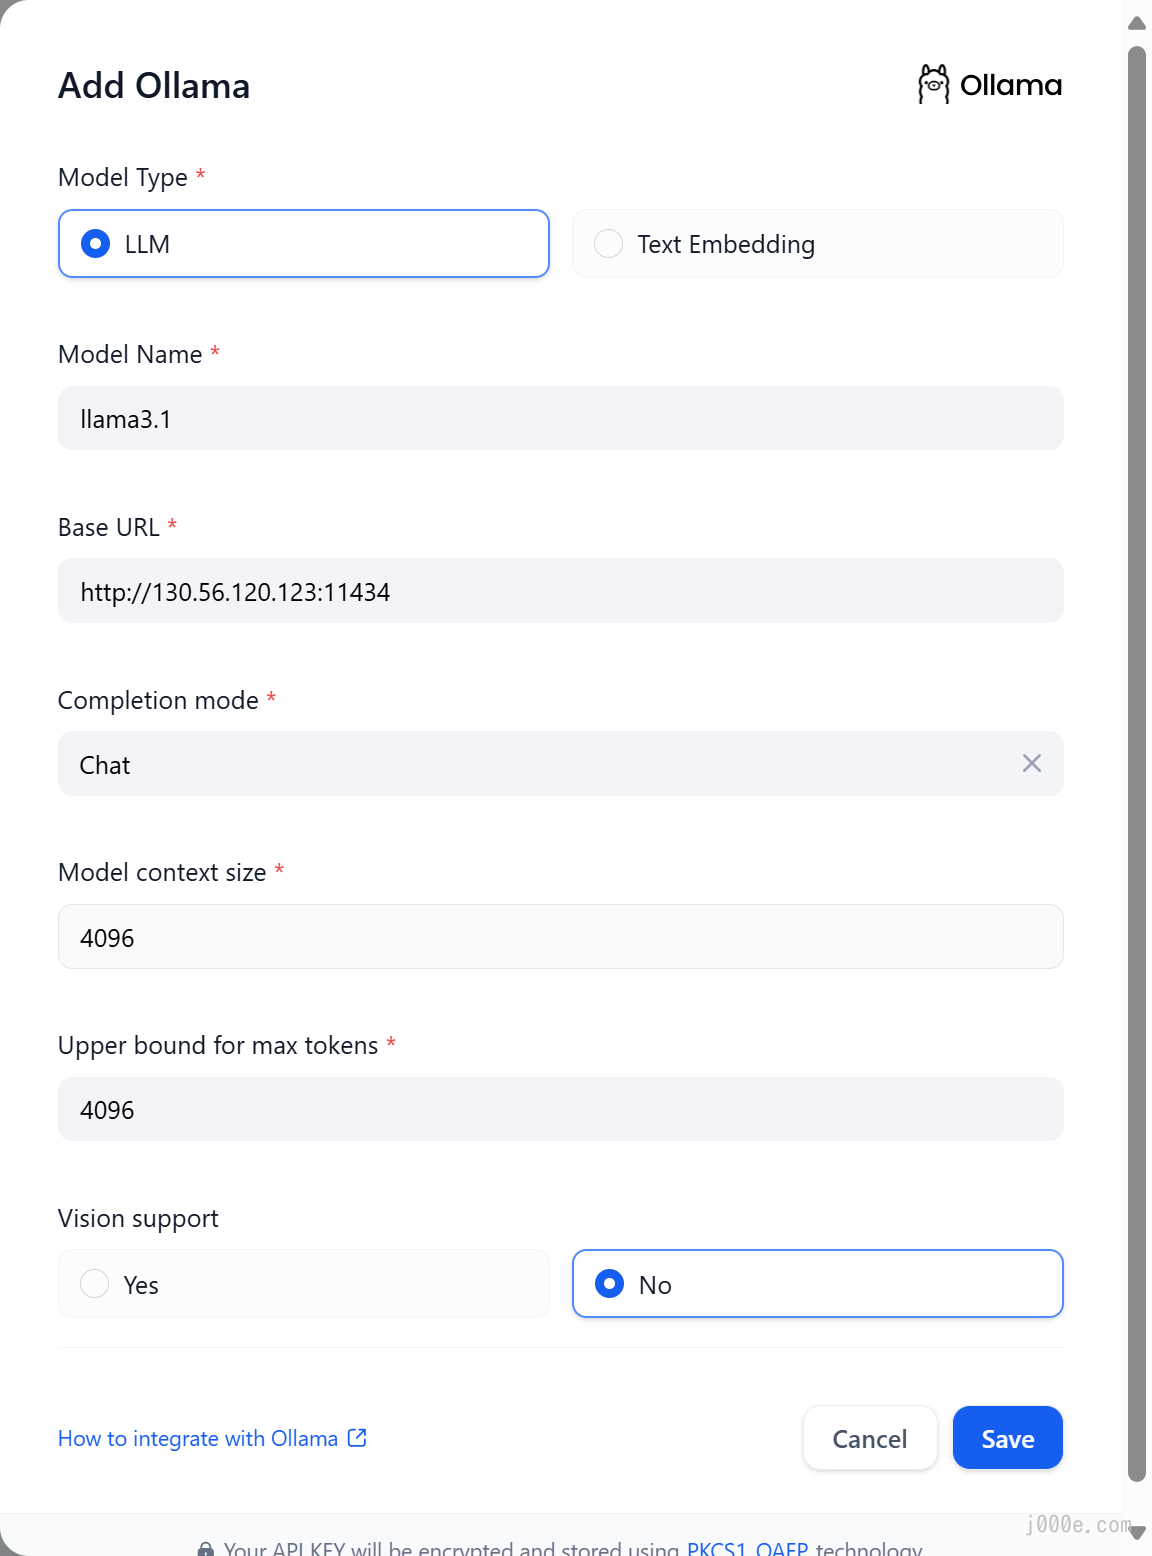 Add Ollama
Ollama
Model Type *
LLM
Text Embedding
Model Name *
llama3.1
Base URL *
http://130.56.120.123:11434
Completion mode *
Chat
Model context size *
4096
Upper bound for max tokens *
4096
Vision support
Yes
No
How to integrate with Ollama
Cancel
Save
j000e.com
Your API KEY will be encrypted and stored using PKCS1_OAEP technology